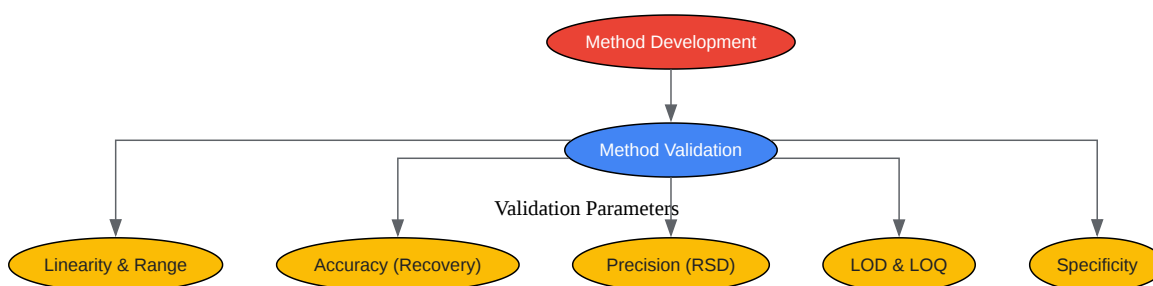 Method Development
Method Validation
Validation Parameters
Linearity & Range
Accuracy (Recovery)
Precision (RSD)
LOD & LOQ
Specificity